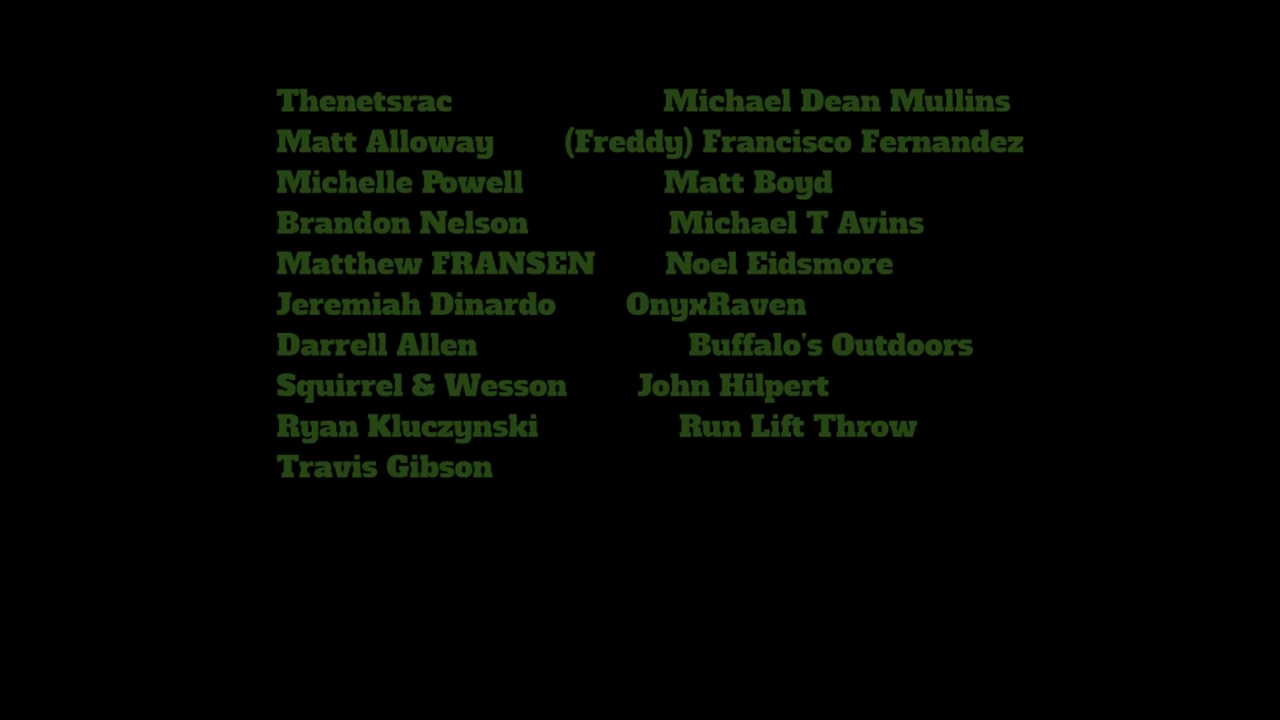 Thenetsrac Michael Dean Mullins
Matt Alloway (Freddy) Francisco Fernandez
Michelle Powell Matt Boyd
Brandon Nelson Michael T Avins
Matthew FRANSEN Noel Eidsmore
Jeremiah Dinardo OnyxRaven
Darrell Allen Buffalo's Outdoors
Squirrel & Wesson John Hilpert
Ryan Kluczynski Run Lift Throw
Travis Gibson